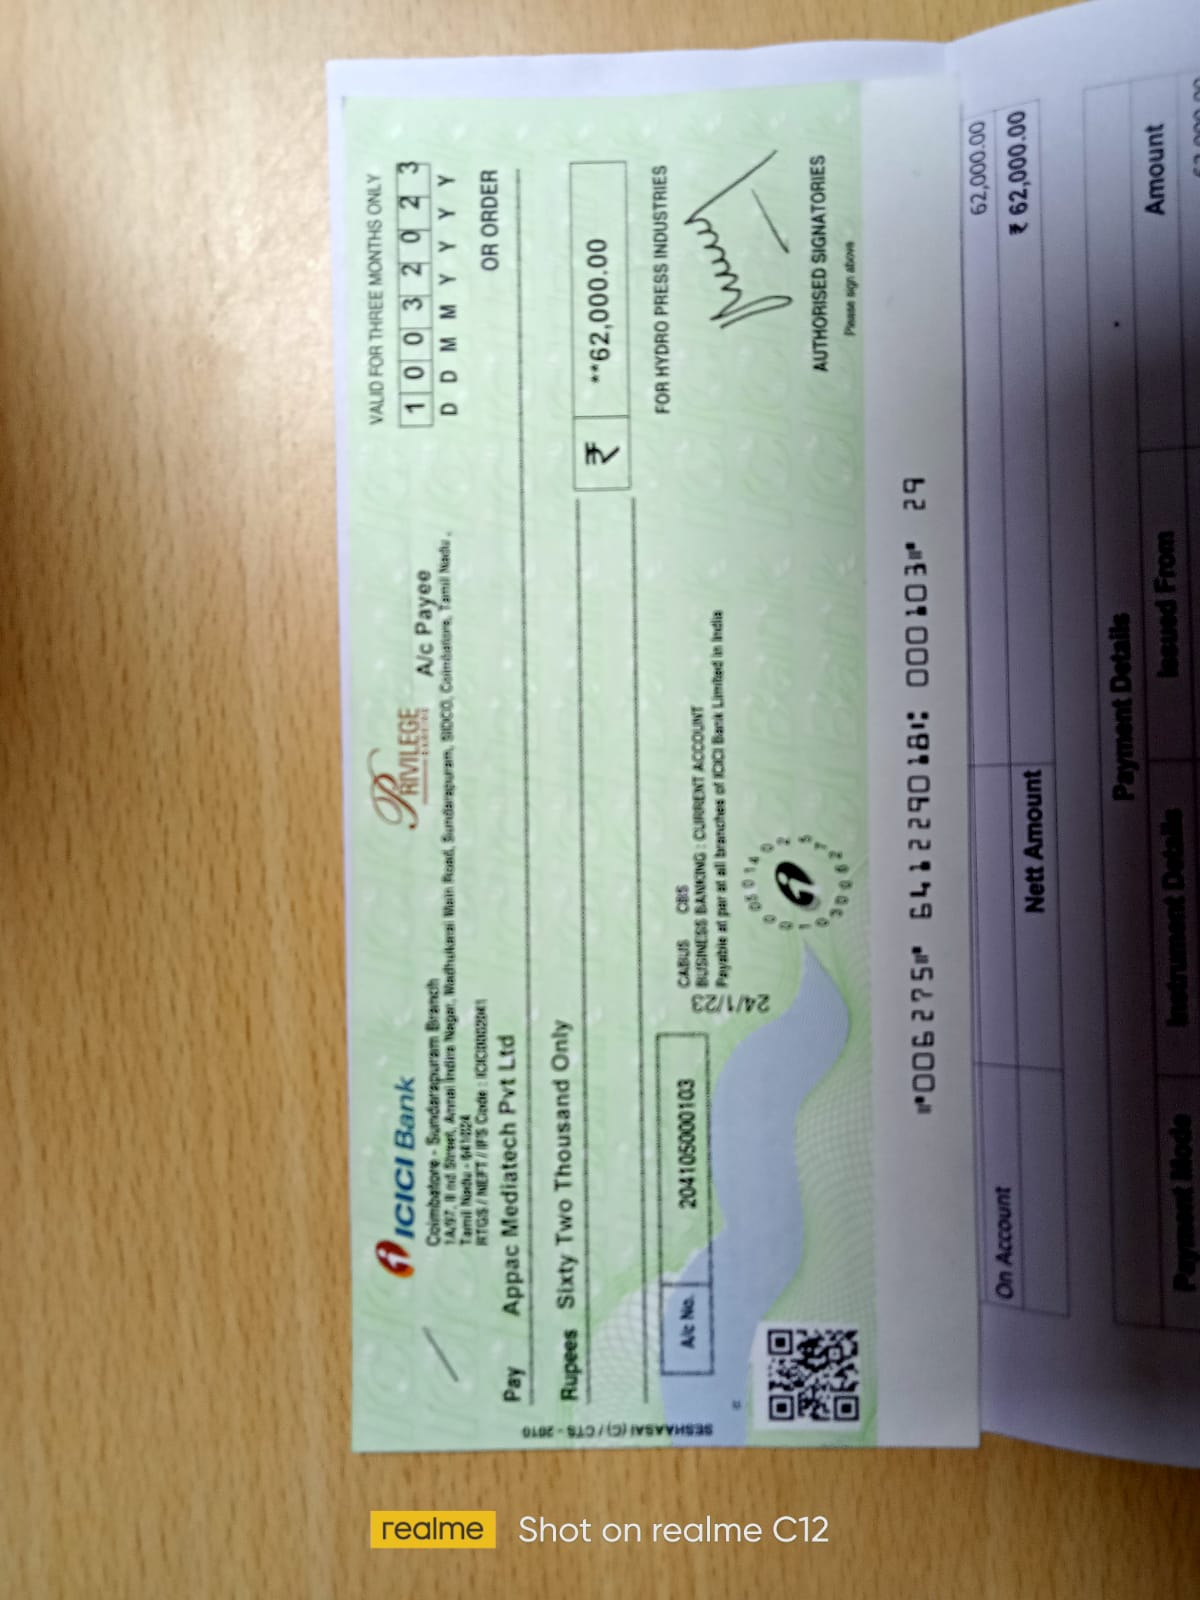 VALID FOR THREE MONTHS ONLY
ICICI Bank
PRIVILEGE
BANKING
A/c Payee
1 0 0 3 2 0 2 3
D D M M Y Y Y Y
Coimbatore - Sundarapuram Branch
1A/97, II nd Street, Annai Indira Nagar, Madhukarai Main Road, Sundarapuram, SIDCO, Coimbatore, Tamil Nadu,
Tamil Nadu - 641024
RTGS / NEFT / IFS Code : ICIC0002041
Pay Appac Mediatech Pvt Ltd OR ORDER
Rupees Sixty Two Thousand Only
₹ **62,000.00
A/c No. 204105000103
24/1/23
CABUS CBS
BUSINESS BANKING : CURRENT ACCOUNT
Payable at par at all branches of ICICI Bank Limited in India
FOR HYDRO PRESS INDUSTRIES
AUTHORISED SIGNATORIES
Please sign above
SESHAASAI (C) / CTS - 2010
⑈006275⑈ 641229018⑆ 000103⑈ 29
On Account 62,000.00
Nett Amount ₹ 62,000.00
Payment Details
Payment Mode Instrument Details Issued From Amount
realme Shot on realme C12